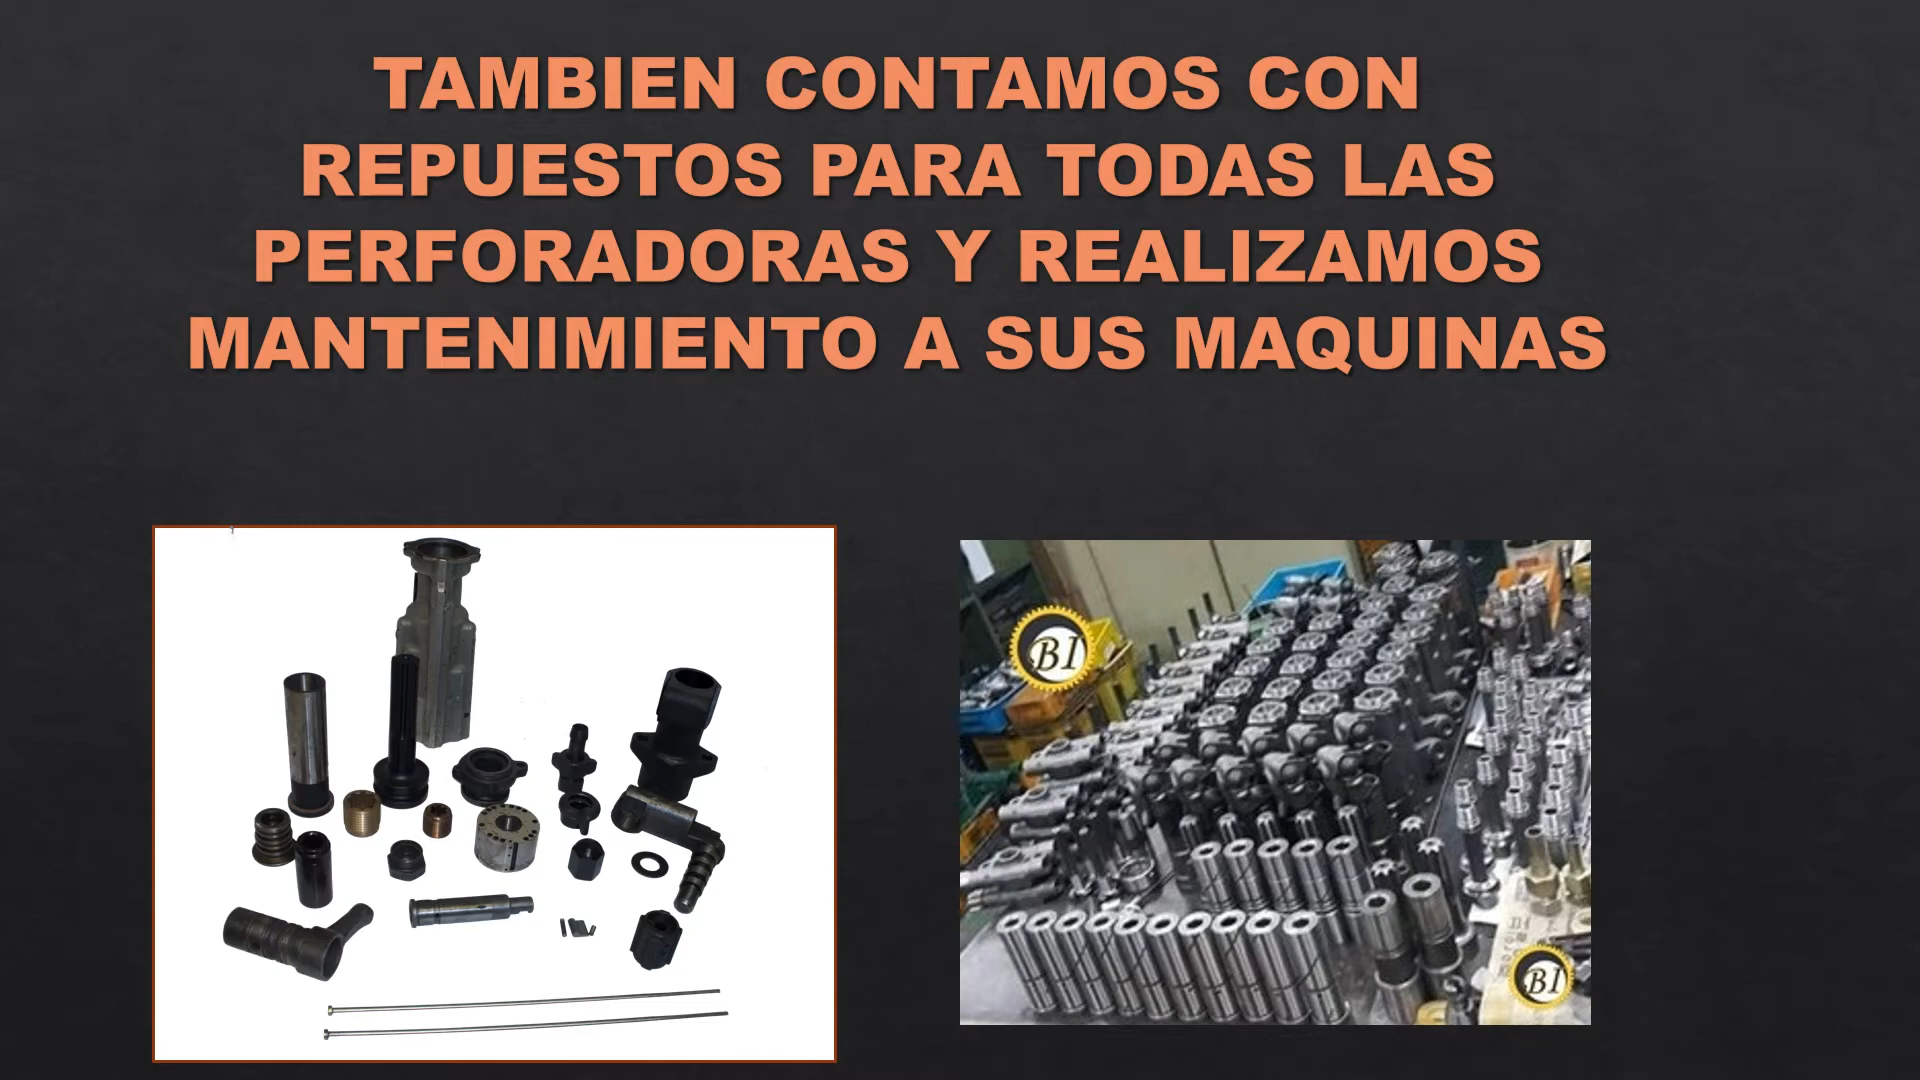 TAMBIEN CONTAMOS CON
REPUESTOS PARA TODAS LAS
PERFORADORAS Y REALIZAMOS
MANTENIMIENTO A SUS MAQUINAS
BI
BI